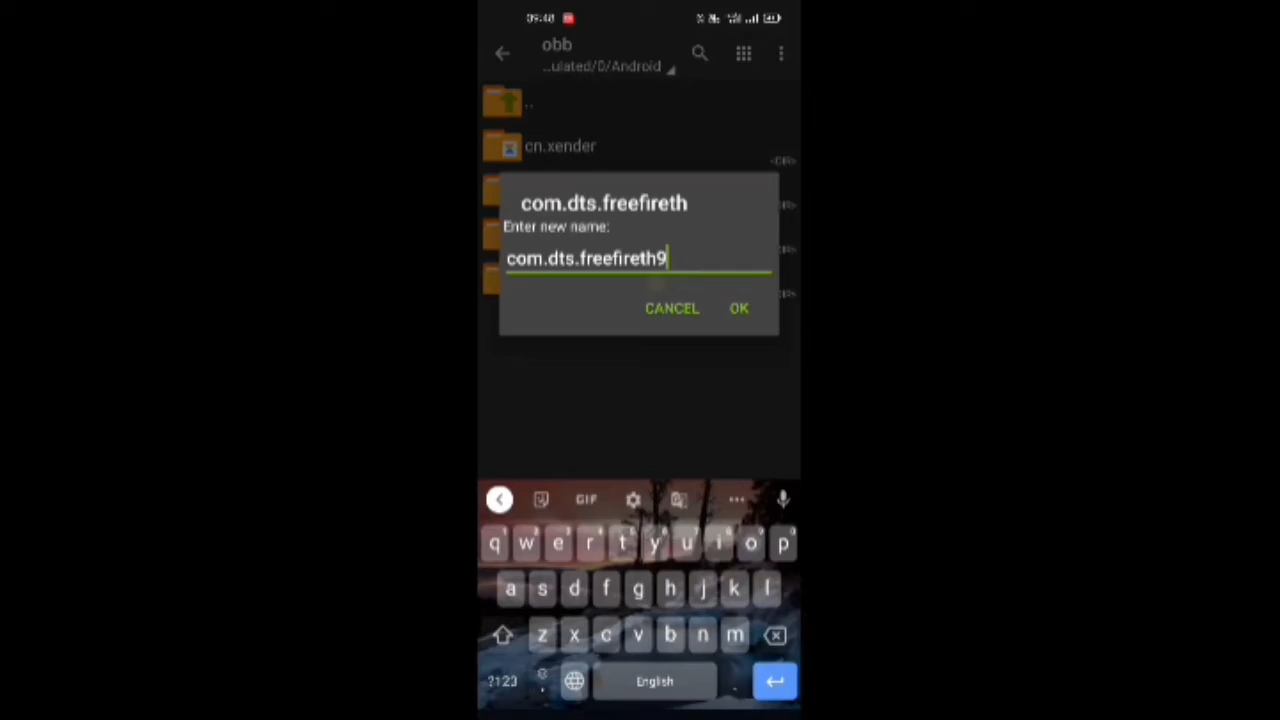 09:48
obb
...ulated/0/Android
..
cn.xender
<DIR>
com.dts.freefireth
Enter new name:
com.dts.freefireth9
CANCEL OK
GIF
q w e r t y u i o p
a s d f g h j k l
z x c v b n m
?123 English .